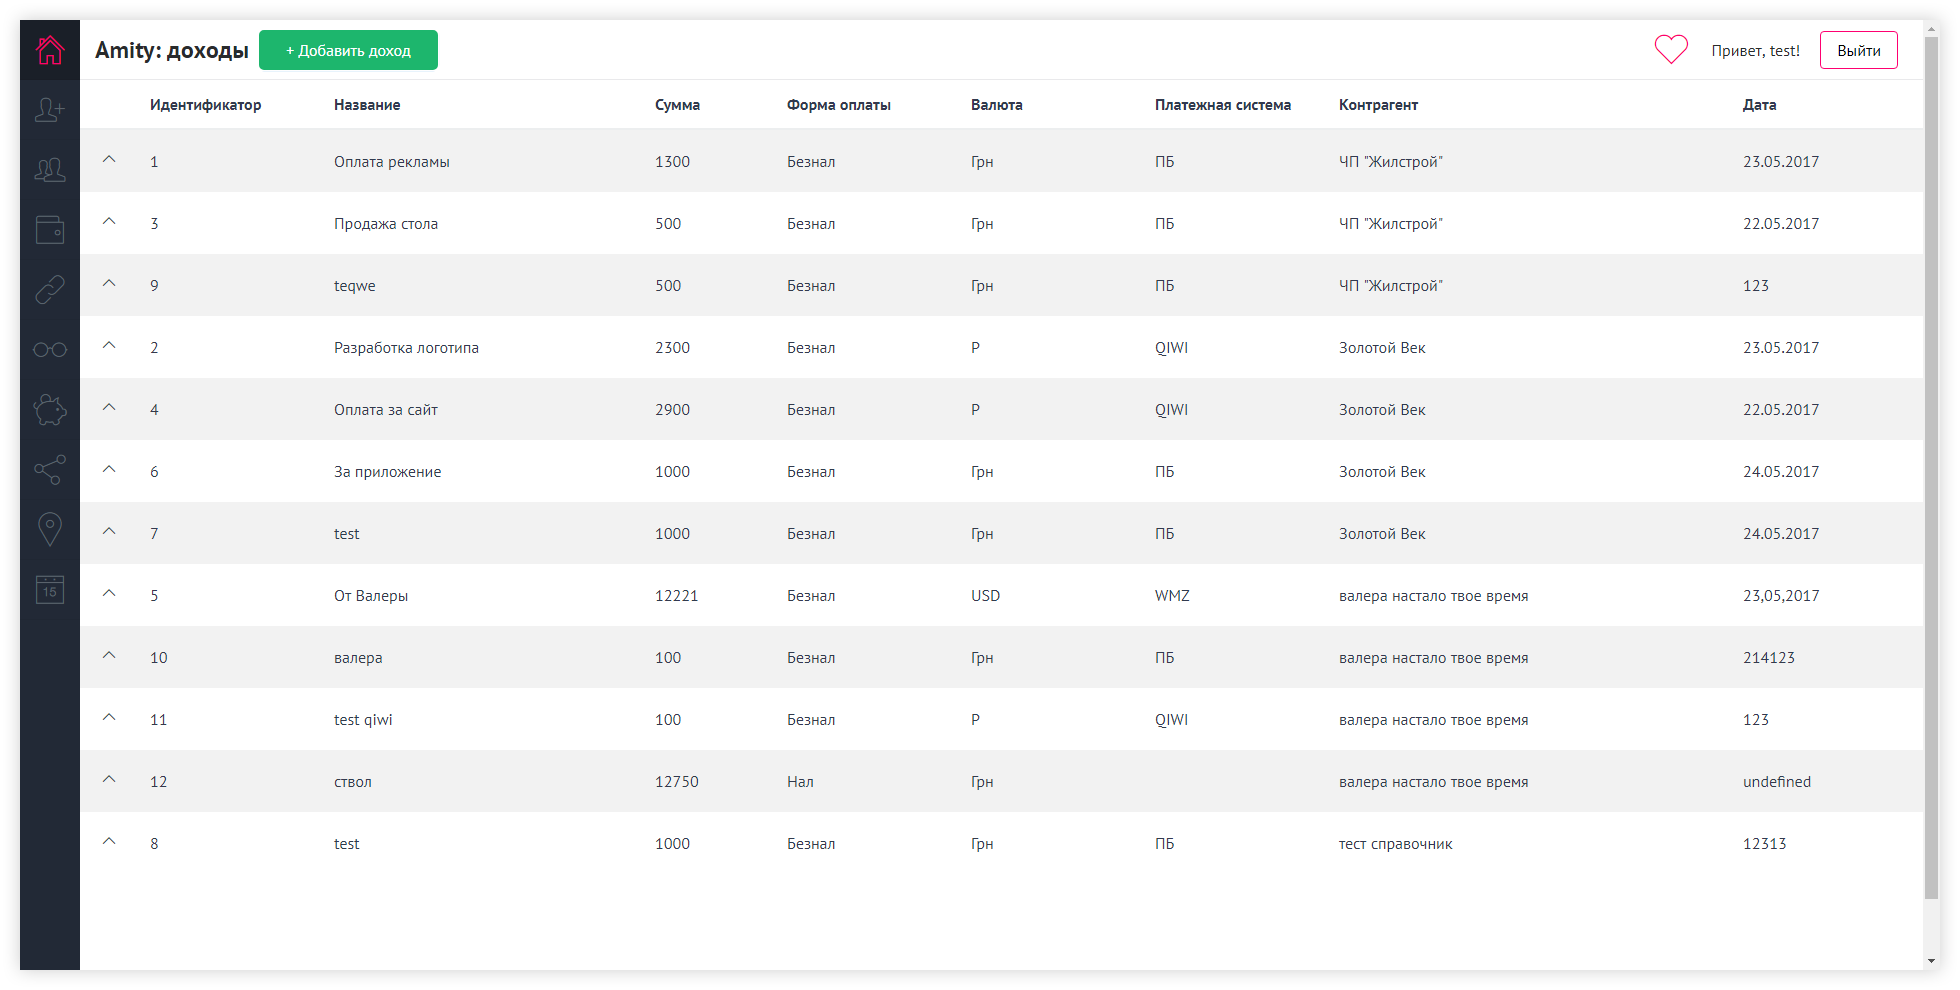 Amity: доходы + Добавить доход Привет, test! Выйти
Идентификатор Название Сумма Форма оплаты Валюта Платежная система Контрагент Дата
1 Оплата рекламы 1300 Безнал Грн ПБ ЧП "Жилстрой" 23.05.2017
3 Продажа стола 500 Безнал Грн ПБ ЧП "Жилстрой" 22.05.2017
9 teqwe 500 Безнал Грн ПБ ЧП "Жилстрой" 123
2 Разработка логотипа 2300 Безнал Р QIWI Золотой Век 23.05.2017
4 Оплата за сайт 2900 Безнал Р QIWI Золотой Век 22.05.2017
6 За приложение 1000 Безнал Грн ПБ Золотой Век 24.05.2017
7 test 1000 Безнал Грн ПБ Золотой Век 24.05.2017
5 От Валеры 12221 Безнал USD WMZ валера настало твое время 23,05,2017
10 валера 100 Безнал Грн ПБ валера настало твое время 214123
15
11 test qiwi 100 Безнал Р QIWI валера настало твое время 123
12 ствол 12750 Нал Грн валера настало твое время undefined
8 test 1000 Безнал Грн ПБ тест справочник 12313